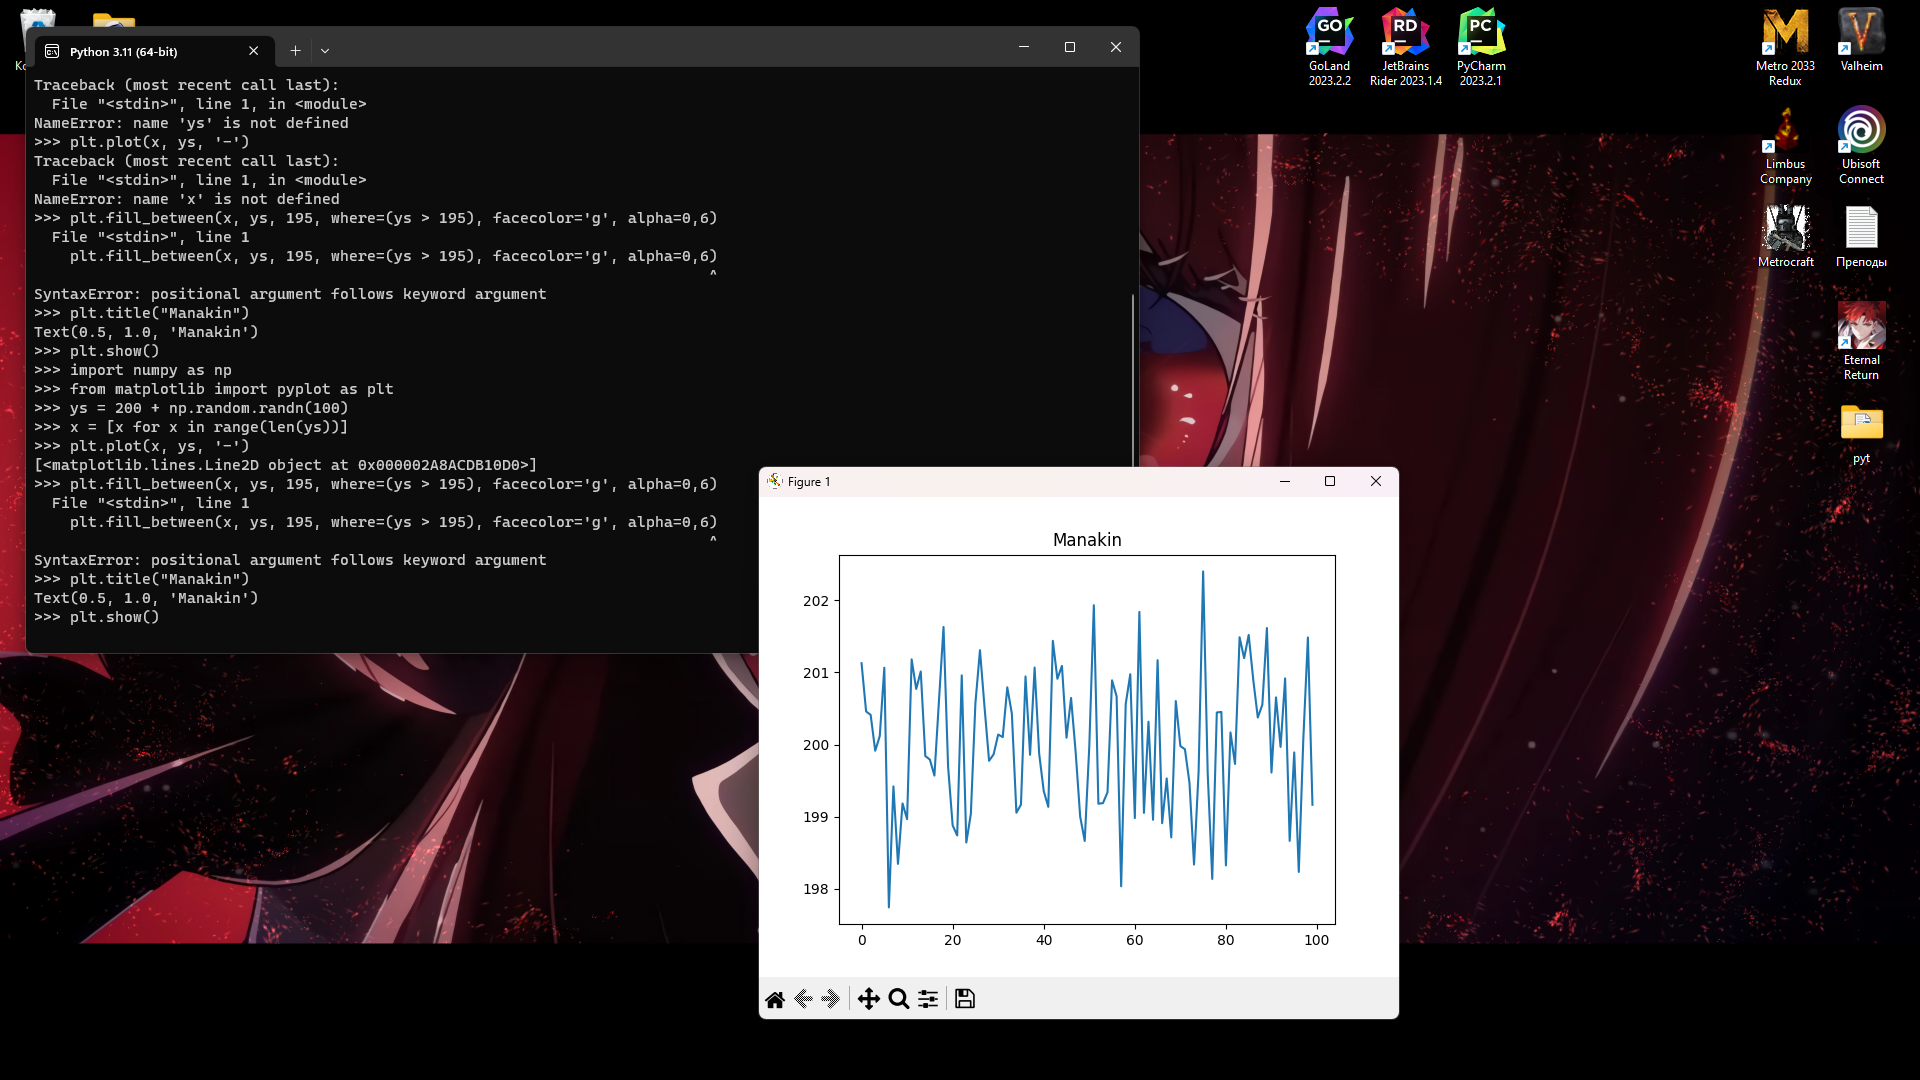 Python 3.11 (64-bit)
Traceback (most recent call last):
  File "<stdin>", line 1, in <module>
NameError: name 'ys' is not defined
>>> plt.plot(x, ys, '-')
Traceback (most recent call last):
  File "<stdin>", line 1, in <module>
NameError: name 'x' is not defined
>>> plt.fill_between(x, ys, 195, where=(ys > 195), facecolor='g', alpha=0,6)
  File "<stdin>", line 1
    plt.fill_between(x, ys, 195, where=(ys > 195), facecolor='g', alpha=0,6)
^
SyntaxError: positional argument follows keyword argument
>>> plt.title("Manakin")
Text(0.5, 1.0, 'Manakin')
>>> plt.show()
>>> import numpy as np
>>> from matplotlib import pyplot as plt
>>> ys = 200 + np.random.randn(100)
>>> x = [x for x in range(len(ys))]
>>> plt.plot(x, ys, '-')
[<matplotlib.lines.Line2D object at 0x000002A8ACDB10D0>]
>>> plt.fill_between(x, ys, 195, where=(ys > 195), facecolor='g', alpha=0,6)
  File "<stdin>", line 1
    plt.fill_between(x, ys, 195, where=(ys > 195), facecolor='g', alpha=0,6)
^
SyntaxError: positional argument follows keyword argument
>>> plt.title("Manakin")
Text(0.5, 1.0, 'Manakin')
>>> plt.show()
Figure 1
Manakin
202
201
200
199
198
0 20 40 60 80 100
GO
GoLand
2023.2.2
RD
JetBrains
Rider 2023.1.4
PC
PyCharm
2023.2.1
Metro 2033
Redux
Valheim
Limbus
Company
Ubisoft
Connect
Metrocraft
Преподы
Eternal
Return
pyt